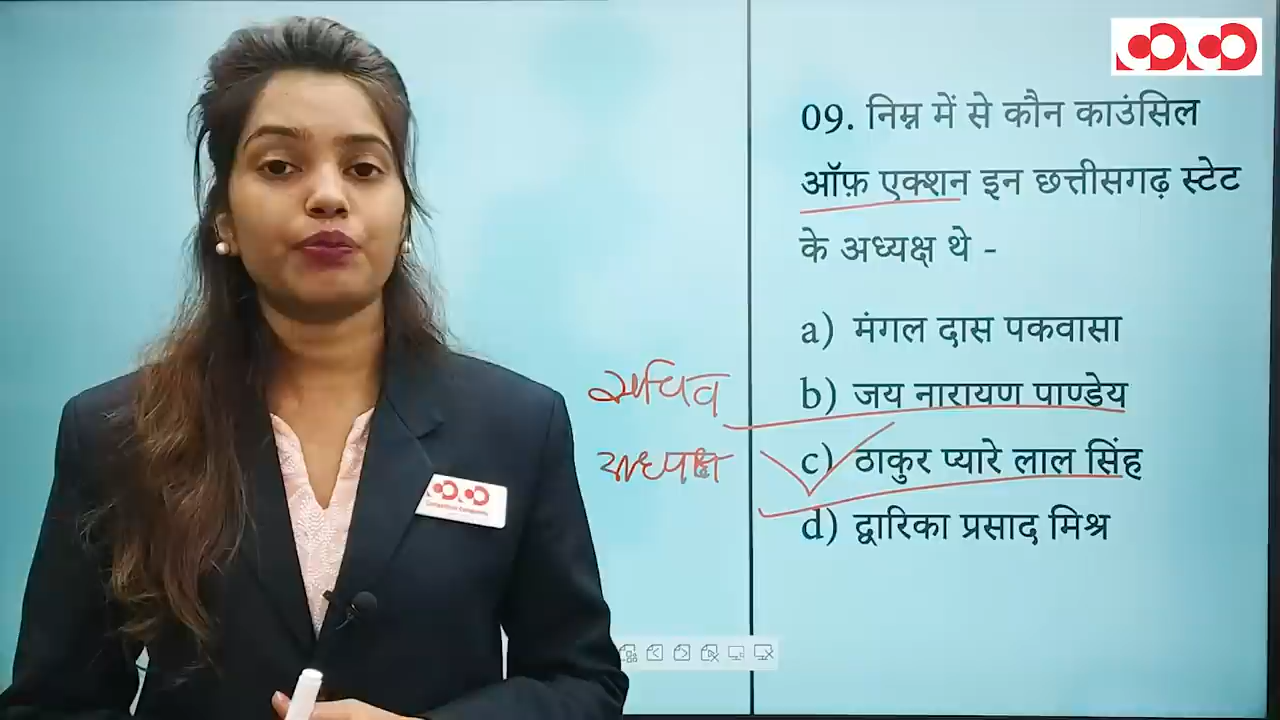 09. निम्न में से कौन काउंसिल
ऑफ़ एक्शन इन छत्तीसगढ़ स्टेट
के अध्यक्ष थे -
a) मंगल दास पकवासा
सचिव
b) जय नारायण पाण्डेय
अध्यक्ष
c) ठाकुर प्यारे लाल सिंह
d) द्वारिका प्रसाद मिश्र